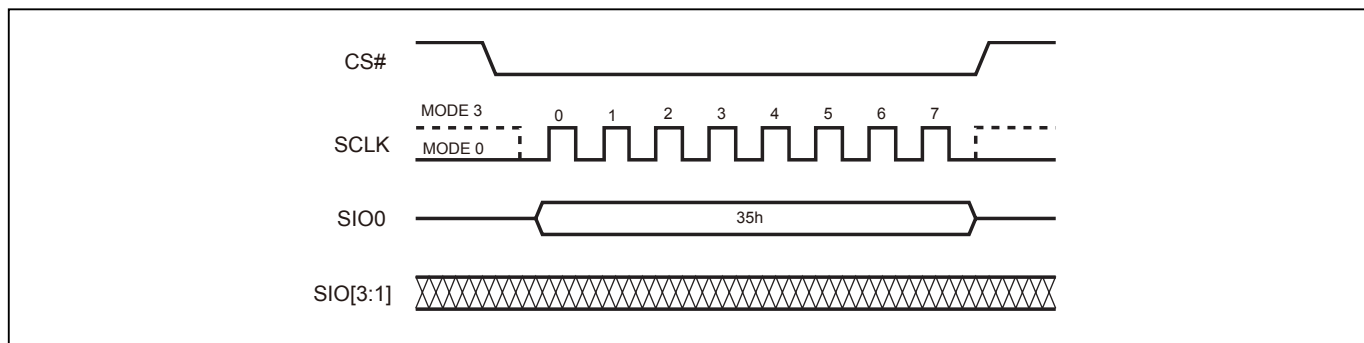 CS#
MODE 3
0 1 2 3 4 5 6 7
SCLK
MODE 0
SIO0
35h
SIO[3:1]